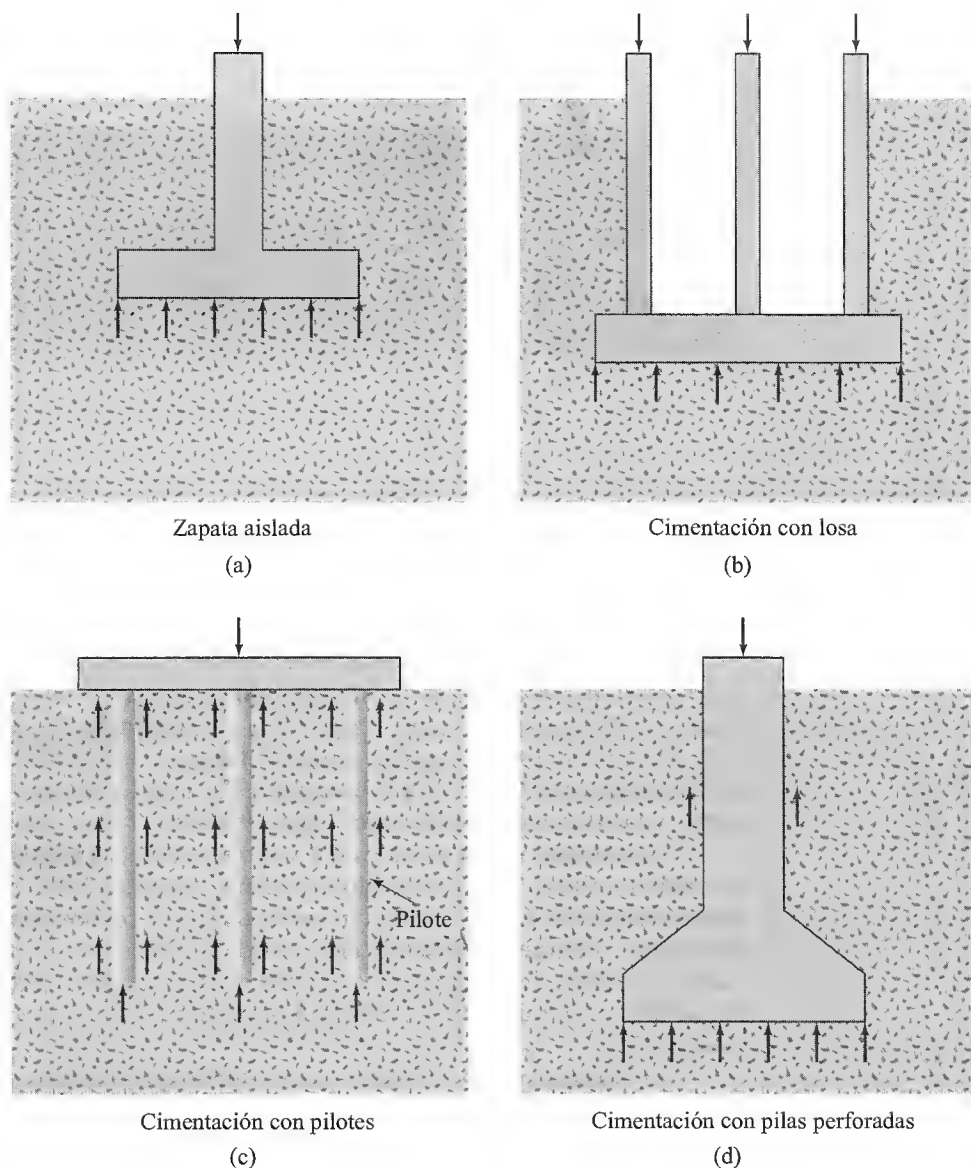 Zapata aislada
(a)
Cimentación con losa
(b)
Pilote
Cimentación con pilotes
(c)
Cimentación con pilas perforadas
(d)